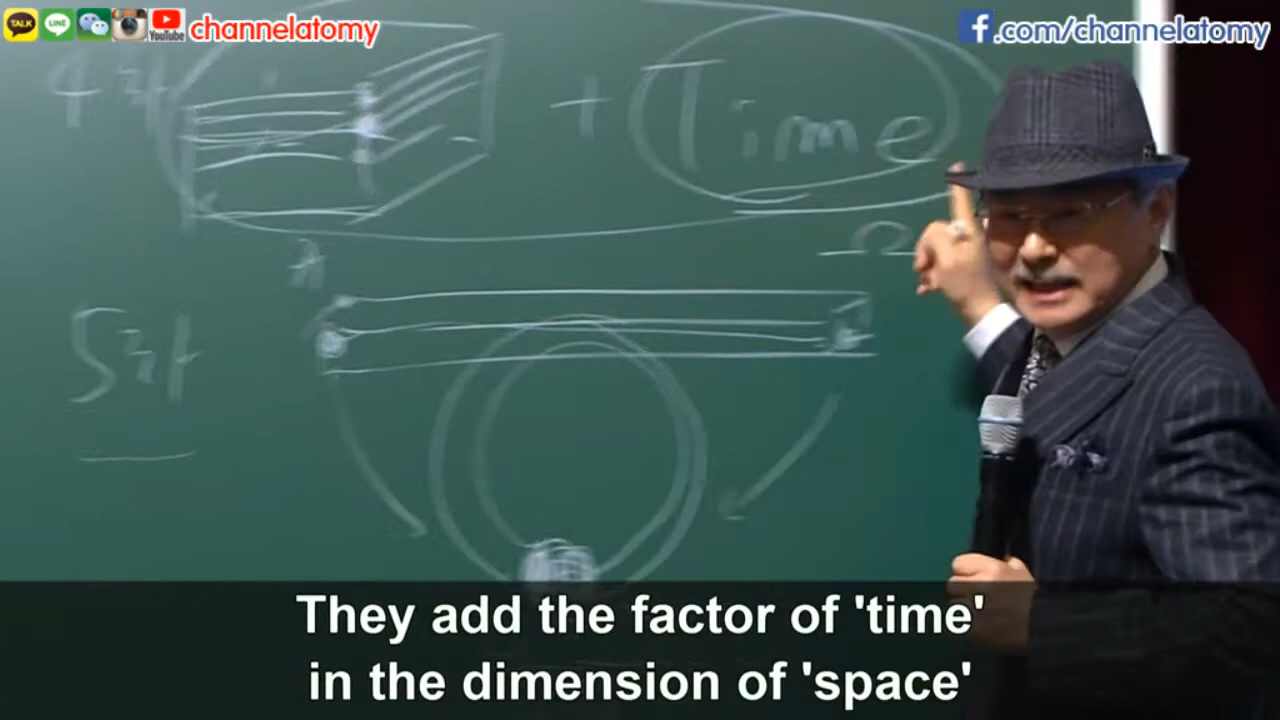 TALK LINE YouTube channelatomy
f.com/channelatomy
4차 + Time
Ω
5차
They add the factor of 'time'
in the dimension of 'space'